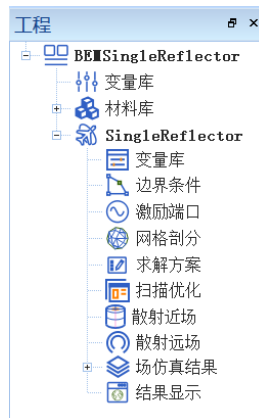 工程
BEMSingleReflector
变量库
材料库
SingleReflector
变量库
边界条件
激励端口
网格剖分
求解方案
扫描优化
散射近场
散射远场
场仿真结果
结果显示